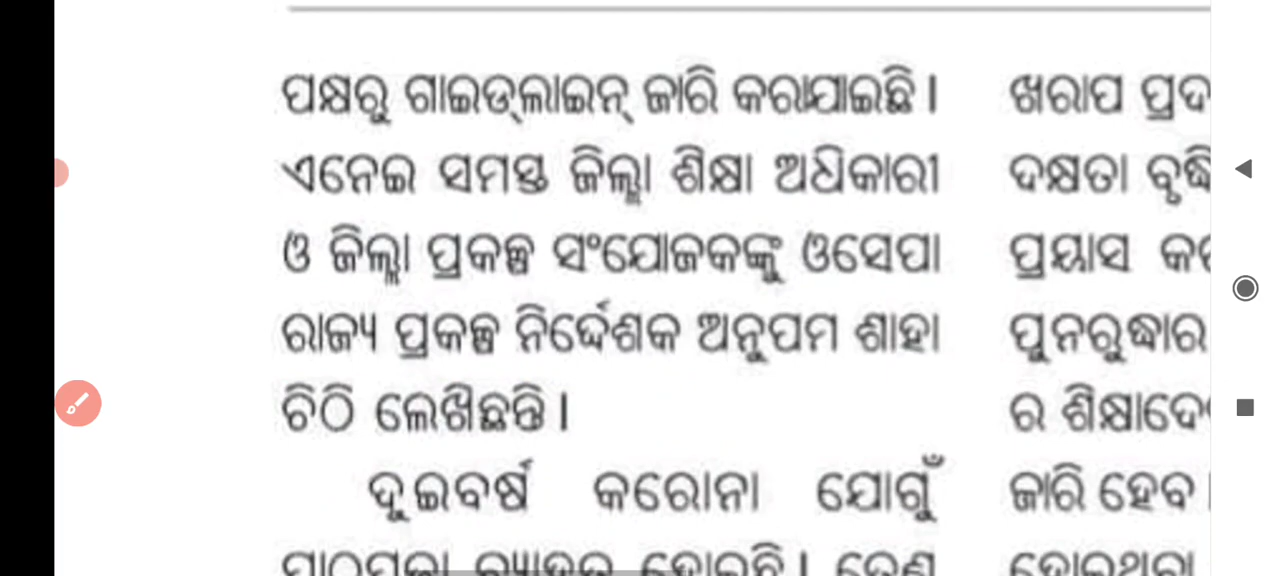 ପକ୍ଷରୁ ଗାଇଡ୍‌ଲାଇନ୍ ଜାରି କରାଯାଇଛି ।
ଏନେଇ ସମସ୍ତ ଜିଲ୍ଲା ଶିକ୍ଷା ଅଧିକାରୀ
ଓ ଜିଲ୍ଲା ପ୍ରକଳ୍ପ ସଂଯୋଜକଙ୍କୁ ଓସେପା
ରାଜ୍ୟ ପ୍ରକଳ୍ପ ନିର୍ଦ୍ଦେଶକ ଅନୁପମ ଶାହା
ଚିଠି ଲେଖିଛନ୍ତି ।
ଦୁଇବର୍ଷ କରୋନା ଯୋଗୁଁ
ଖରାପ
ଦକ୍ଷତା ବୃଦ୍ଧି
ପ୍ରୟାସ
ପୁନରୁଦ୍ଧାର
ର
ଜାରି ହେବ ।